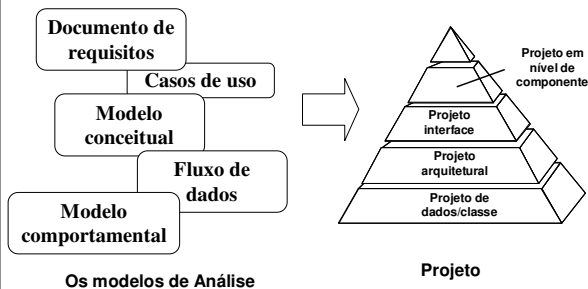 Documento de
requisitos
Casos de uso
Modelo
conceitual
Fluxo de
dados
Modelo
comportamental
Os modelos de Análise
Projeto em
nível de
componente
Projeto
interface
Projeto
arquitetural
Projeto de
dados/classe
Projeto